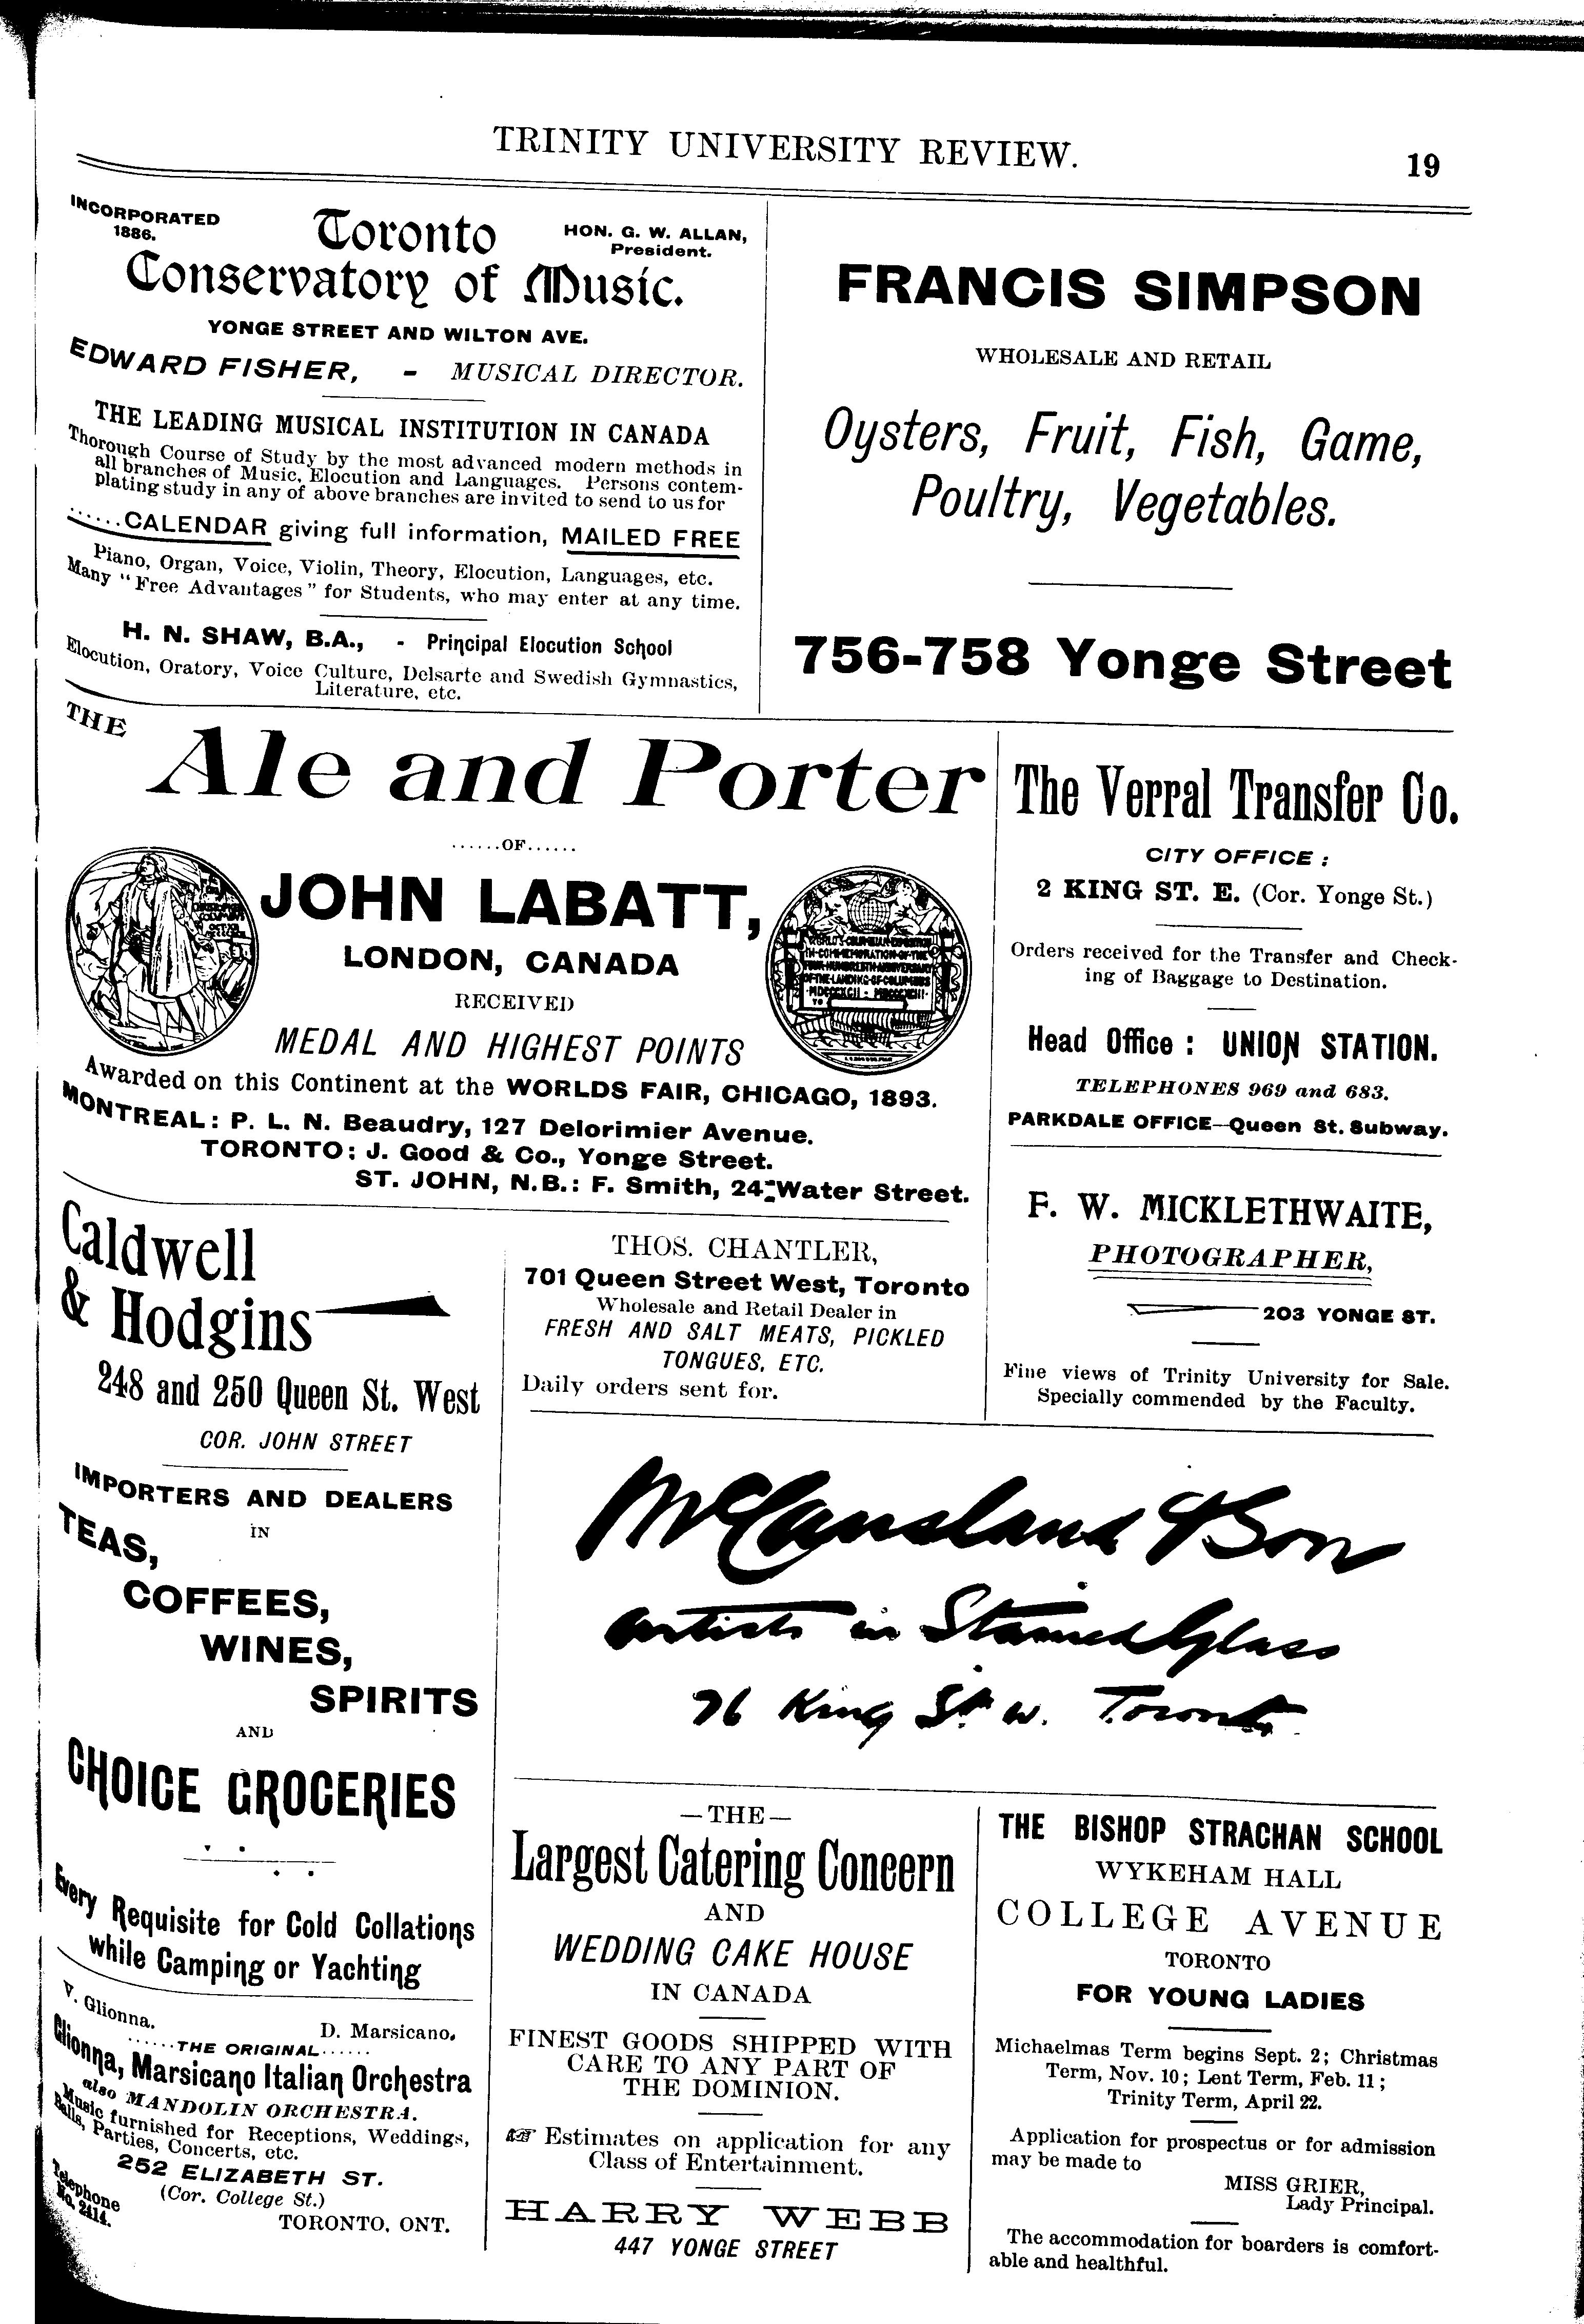 TRINITY UNIVERSITY REVIEW.
19
INCORPORATED
1886.
Toronto
HON. G. W. ALLAN,
President.
Conservatory of Music.
YONGE STREET AND WILTON AVE.
EDWARD FISHER, - MUSICAL DIRECTOR.
THE LEADING MUSICAL INSTITUTION IN CANADA
Thorough Course of Study by the most advanced modern methods in
all branches of Music, Elocution and Languages. Persons contem-
plating study in any of above branches are invited to send to us for
......CALENDAR giving full information, MAILED FREE
Piano, Organ, Voice, Violin, Theory, Elocution, Languages, etc.
Many "Free Advantages" for Students, who may enter at any time.
H. N. SHAW, B.A., - Principal Elocution School
Elocution, Oratory, Voice Culture, Delsarte and Swedish Gymnastics,
Literature, etc.
FRANCIS SIMPSON
WHOLESALE AND RETAIL
Oysters, Fruit, Fish, Game,
Poultry, Vegetables.
756-758 Yonge Street
THE
Ale and Porter
......OF......
JOHN LABATT,
LONDON, CANADA
RECEIVED
MEDAL AND HIGHEST POINTS
Awarded on this Continent at the WORLDS FAIR, CHICAGO, 1893.
MONTREAL: P. L. N. Beaudry, 127 Delorimier Avenue.
TORONTO: J. Good & Co., Yonge Street.
ST. JOHN, N.B.: F. Smith, 24 Water Street.
WORLD'S COLUMBIAN EXPOSITION
IN COMMEMORATION OF THE
FOUR HUNDREDTH ANNIVERSARY
OF THE LANDING OF COLUMBUS
MDCCCXCII - MDCCCXCIII
TO
The Verral Transfer Co.
CITY OFFICE:
2 KING ST. E. (Cor. Yonge St.)
Orders received for the Transfer and Check-
ing of Baggage to Destination.
Head Office: UNION STATION.
TELEPHONES 969 and 683.
PARKDALE OFFICE—Queen St. Subway.
F. W. MICKLETHWAITE,
PHOTOGRAPHER,
203 YONGE ST.
Fine views of Trinity University for Sale.
Specially commended by the Faculty.
Caldwell
& Hodgins
248 and 250 Queen St. West
COR. JOHN STREET
IMPORTERS AND DEALERS
IN
TEAS,
COFFEES,
WINES,
SPIRITS
AND
CHOICE GROCERIES
Every Requisite for Cold Collations
while Camping or Yachting
THOS. CHANTLER,
701 Queen Street West, Toronto
Wholesale and Retail Dealer in
FRESH AND SALT MEATS, PICKLED
TONGUES, ETC.
Daily orders sent for.
McCausland & Son
Artists in Stained Glass
76 King St. W. Toronto
V. Glionna.
D. Marsicano.
......THE ORIGINAL......
Glionna, Marsicano Italian Orchestra
also MANDOLIN ORCHESTRA.
Music furnished for Receptions, Weddings,
Balls, Parties, Concerts, etc.
252 ELIZABETH ST.
(Cor. College St.)
Telephone
No. 2414.
TORONTO, ONT.
—THE—
Largest Catering Concern
AND
WEDDING CAKE HOUSE
IN CANADA
FINEST GOODS SHIPPED WITH
CARE TO ANY PART OF
THE DOMINION.
☞ Estimates on application for any
Class of Entertainment.
HARRY WEBB
447 YONGE STREET
THE BISHOP STRACHAN SCHOOL
WYKEHAM HALL
COLLEGE AVENUE
TORONTO
FOR YOUNG LADIES
Michaelmas Term begins Sept. 2; Christmas
Term, Nov. 10; Lent Term, Feb. 11;
Trinity Term, April 22.
Application for prospectus or for admission
may be made to
MISS GRIER,
Lady Principal.
The accommodation for boarders is comfort-
able and healthful.